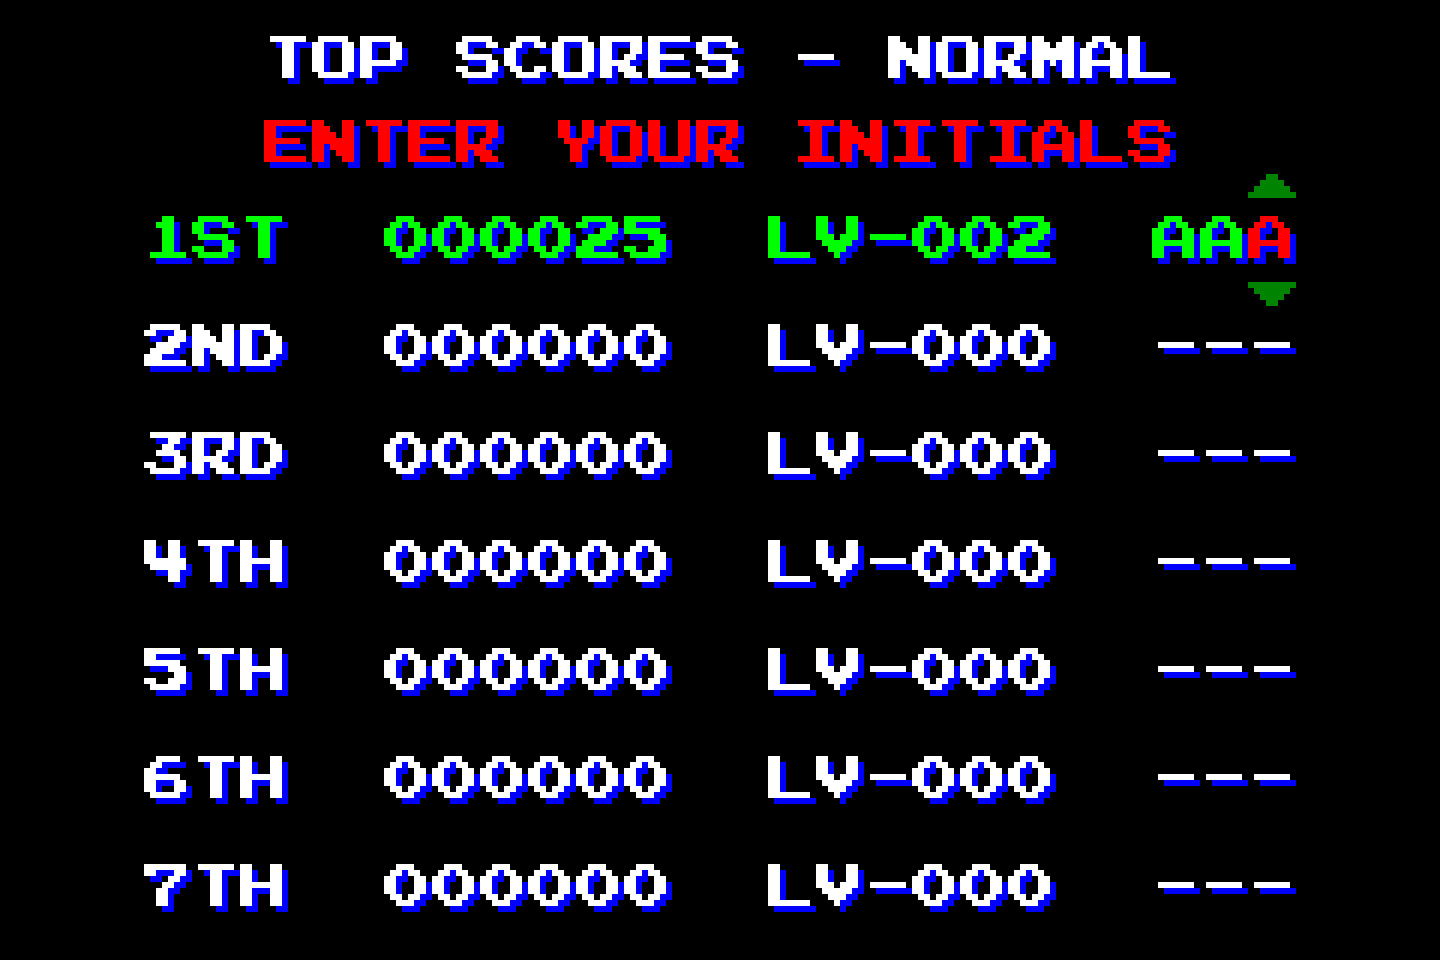 TOP SCORES - NORMAL
ENTER YOUR INITIALS
1ST 000025 LV-002 AAA
2ND 000000 LV-000 ---
3RD 000000 LV-000 ---
4TH 000000 LV-000 ---
5TH 000000 LV-000 ---
6TH 000000 LV-000 ---
7TH 000000 LV-000 ---